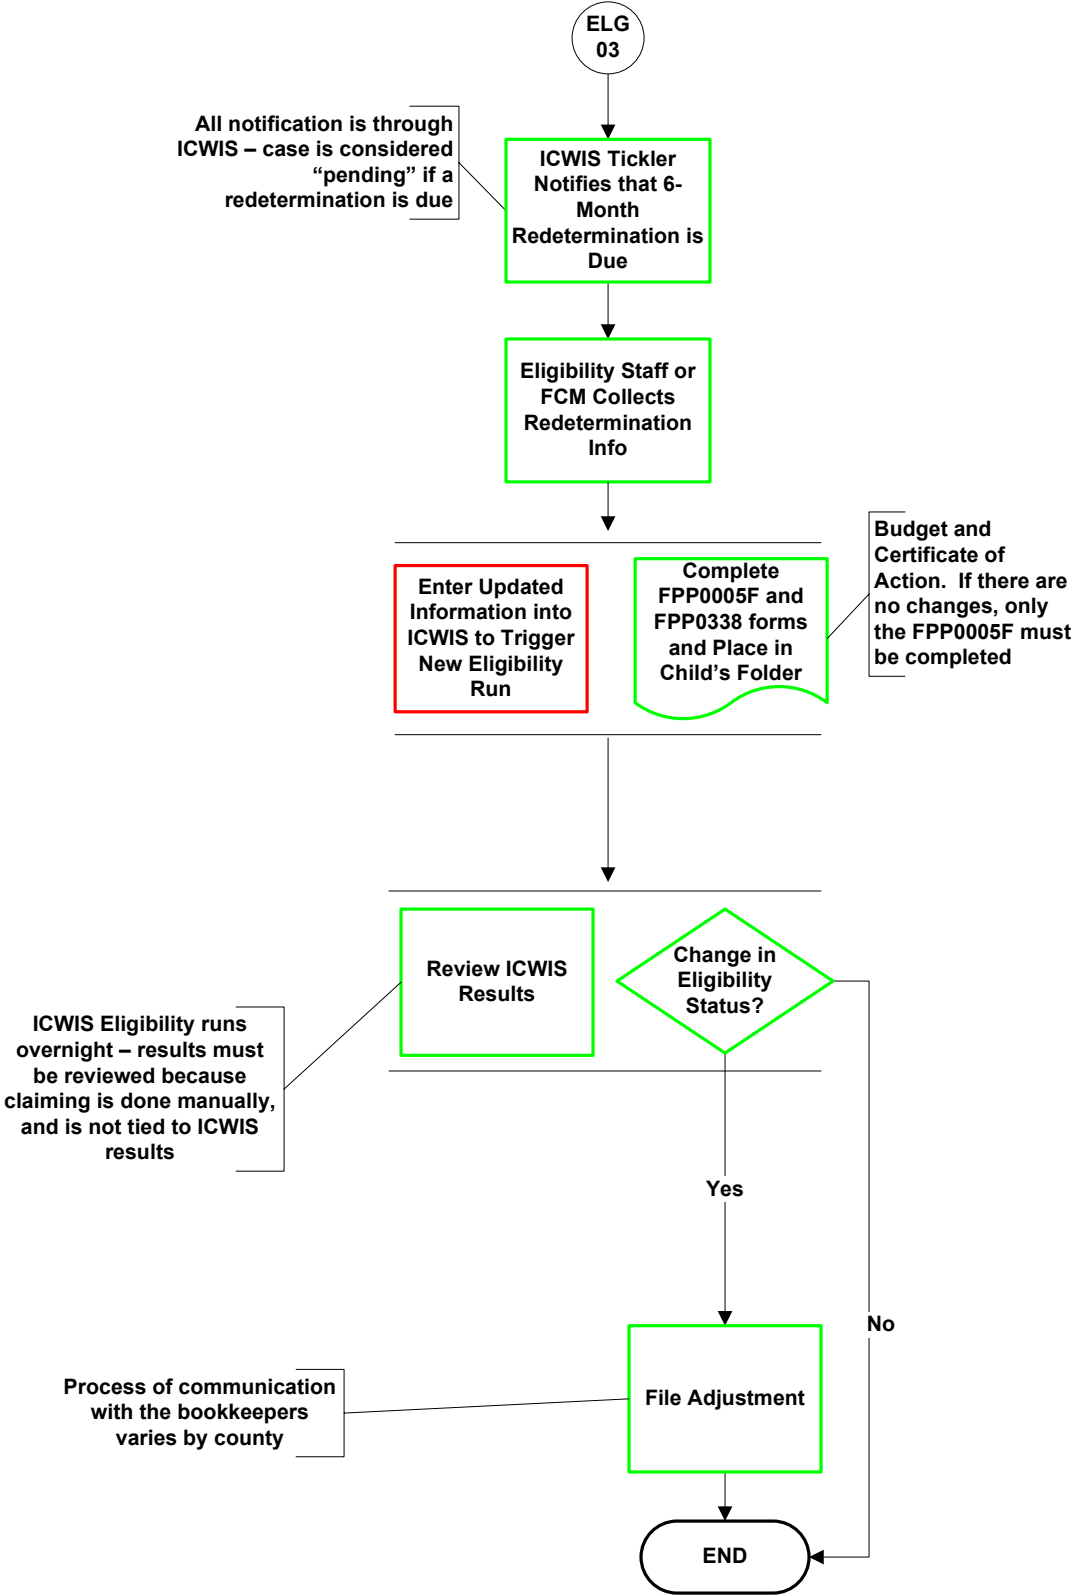 ELG
03
All notification is through
ICWIS – case is considered
“pending” if a
redetermination is due
ICWIS Tickler
Notifies that 6-
Month
Redetermination is
Due
Eligibility Staff or
FCM Collects
Redetermination
Info
Enter Updated
Information into
ICWIS to Trigger
New Eligibility
Run
Complete
FPP0005F and
FPP0338 forms
and Place in
Child’s Folder
Budget and
Certificate of
Action.  If there are
no changes, only
the FPP0005F must
be completed
Review ICWIS
Results
Change in
Eligibility
Status?
ICWIS Eligibility runs
overnight – results must
be reviewed because
claiming is done manually,
and is not tied to ICWIS
results
Yes
No
File Adjustment
Process of communication
with the bookkeepers
varies by county
END